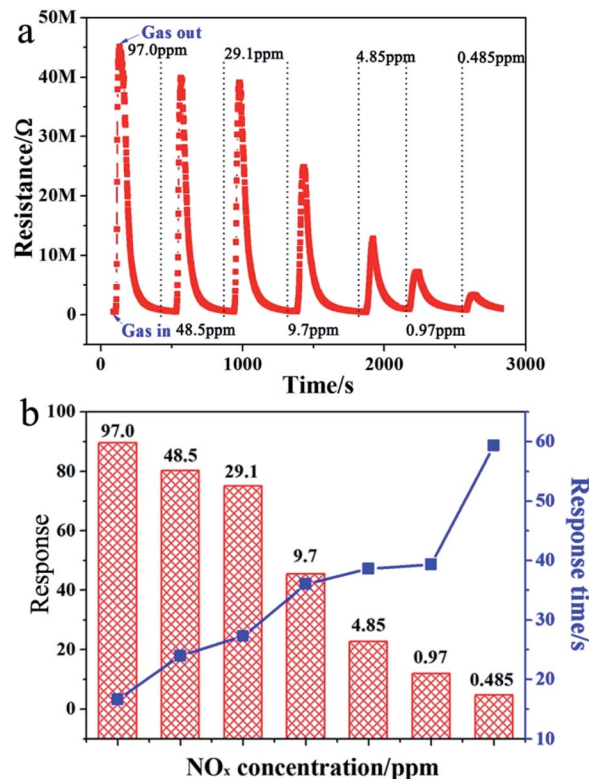 a
Gas out
97.0ppm
29.1ppm
4.85ppm
0.485ppm
50M
40M
30M
20M
10M
0
Resistance/Ω
Gas in
48.5ppm
9.7ppm
0.97ppm
0
1000
2000
3000
Time/s
b
100
80
60
40
20
0
Response
97.0
48.5
29.1
9.7
4.85
0.97
0.485
60
50
40
30
20
10
Response time/s
NOx concentration/ppm